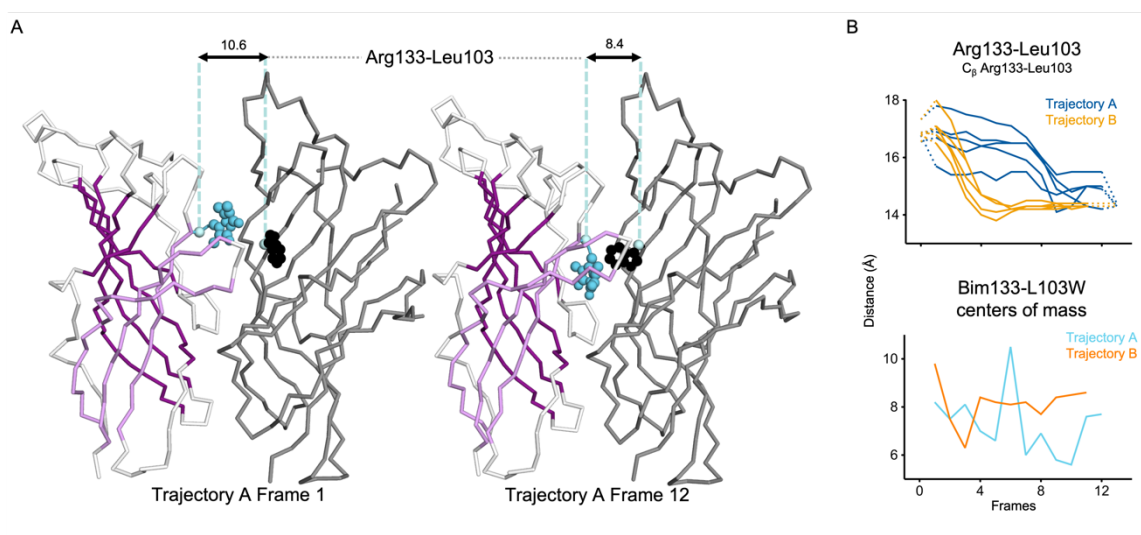 A
10.6
Arg133-Leu103
8.4
Trajectory A Frame 1
Trajectory A Frame 12
B
Arg133-Leu103
Cβ Arg133-Leu103
Trajectory A
Trajectory B
18
16
14
Distance (Å)
Bim133-L103W
centers of mass
Trajectory A
Trajectory B
10
8
6
0 4 8 12
Frames